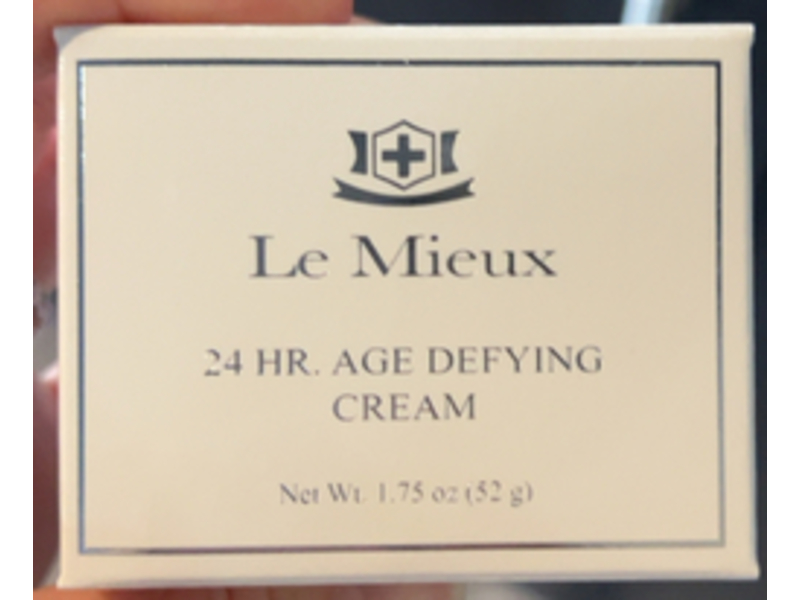 Le Mieux
24 HR. AGE DEFYING
CREAM
Net Wt. 1.75 oz (52 g)